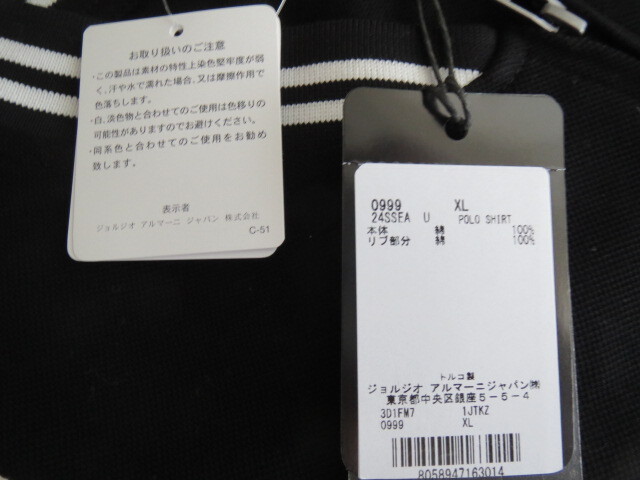 お取り扱いのご注意
・この製品は素材の特性上染色堅牢度が弱
く、汗や水で濡れた場合、又は摩擦作用で
色落ちします。
・白、淡色物と合わせてのご使用は色移りの
可能性がありますのでお避けください。
・同系色と合わせてのご使用をお勧め
致します。
表示者
ジョルジオ アルマーニ ジャパン 株式会社
C-51
0999 XL
24SSEA U POLO SHIRT
本体 綿 100%
リブ部分 綿 100%
トルコ製
ジョルジオ アルマーニジャパン㈱
東京都中央区銀座5-5-4
3D1FM7 1JTKZ
0999 XL
8058947163014